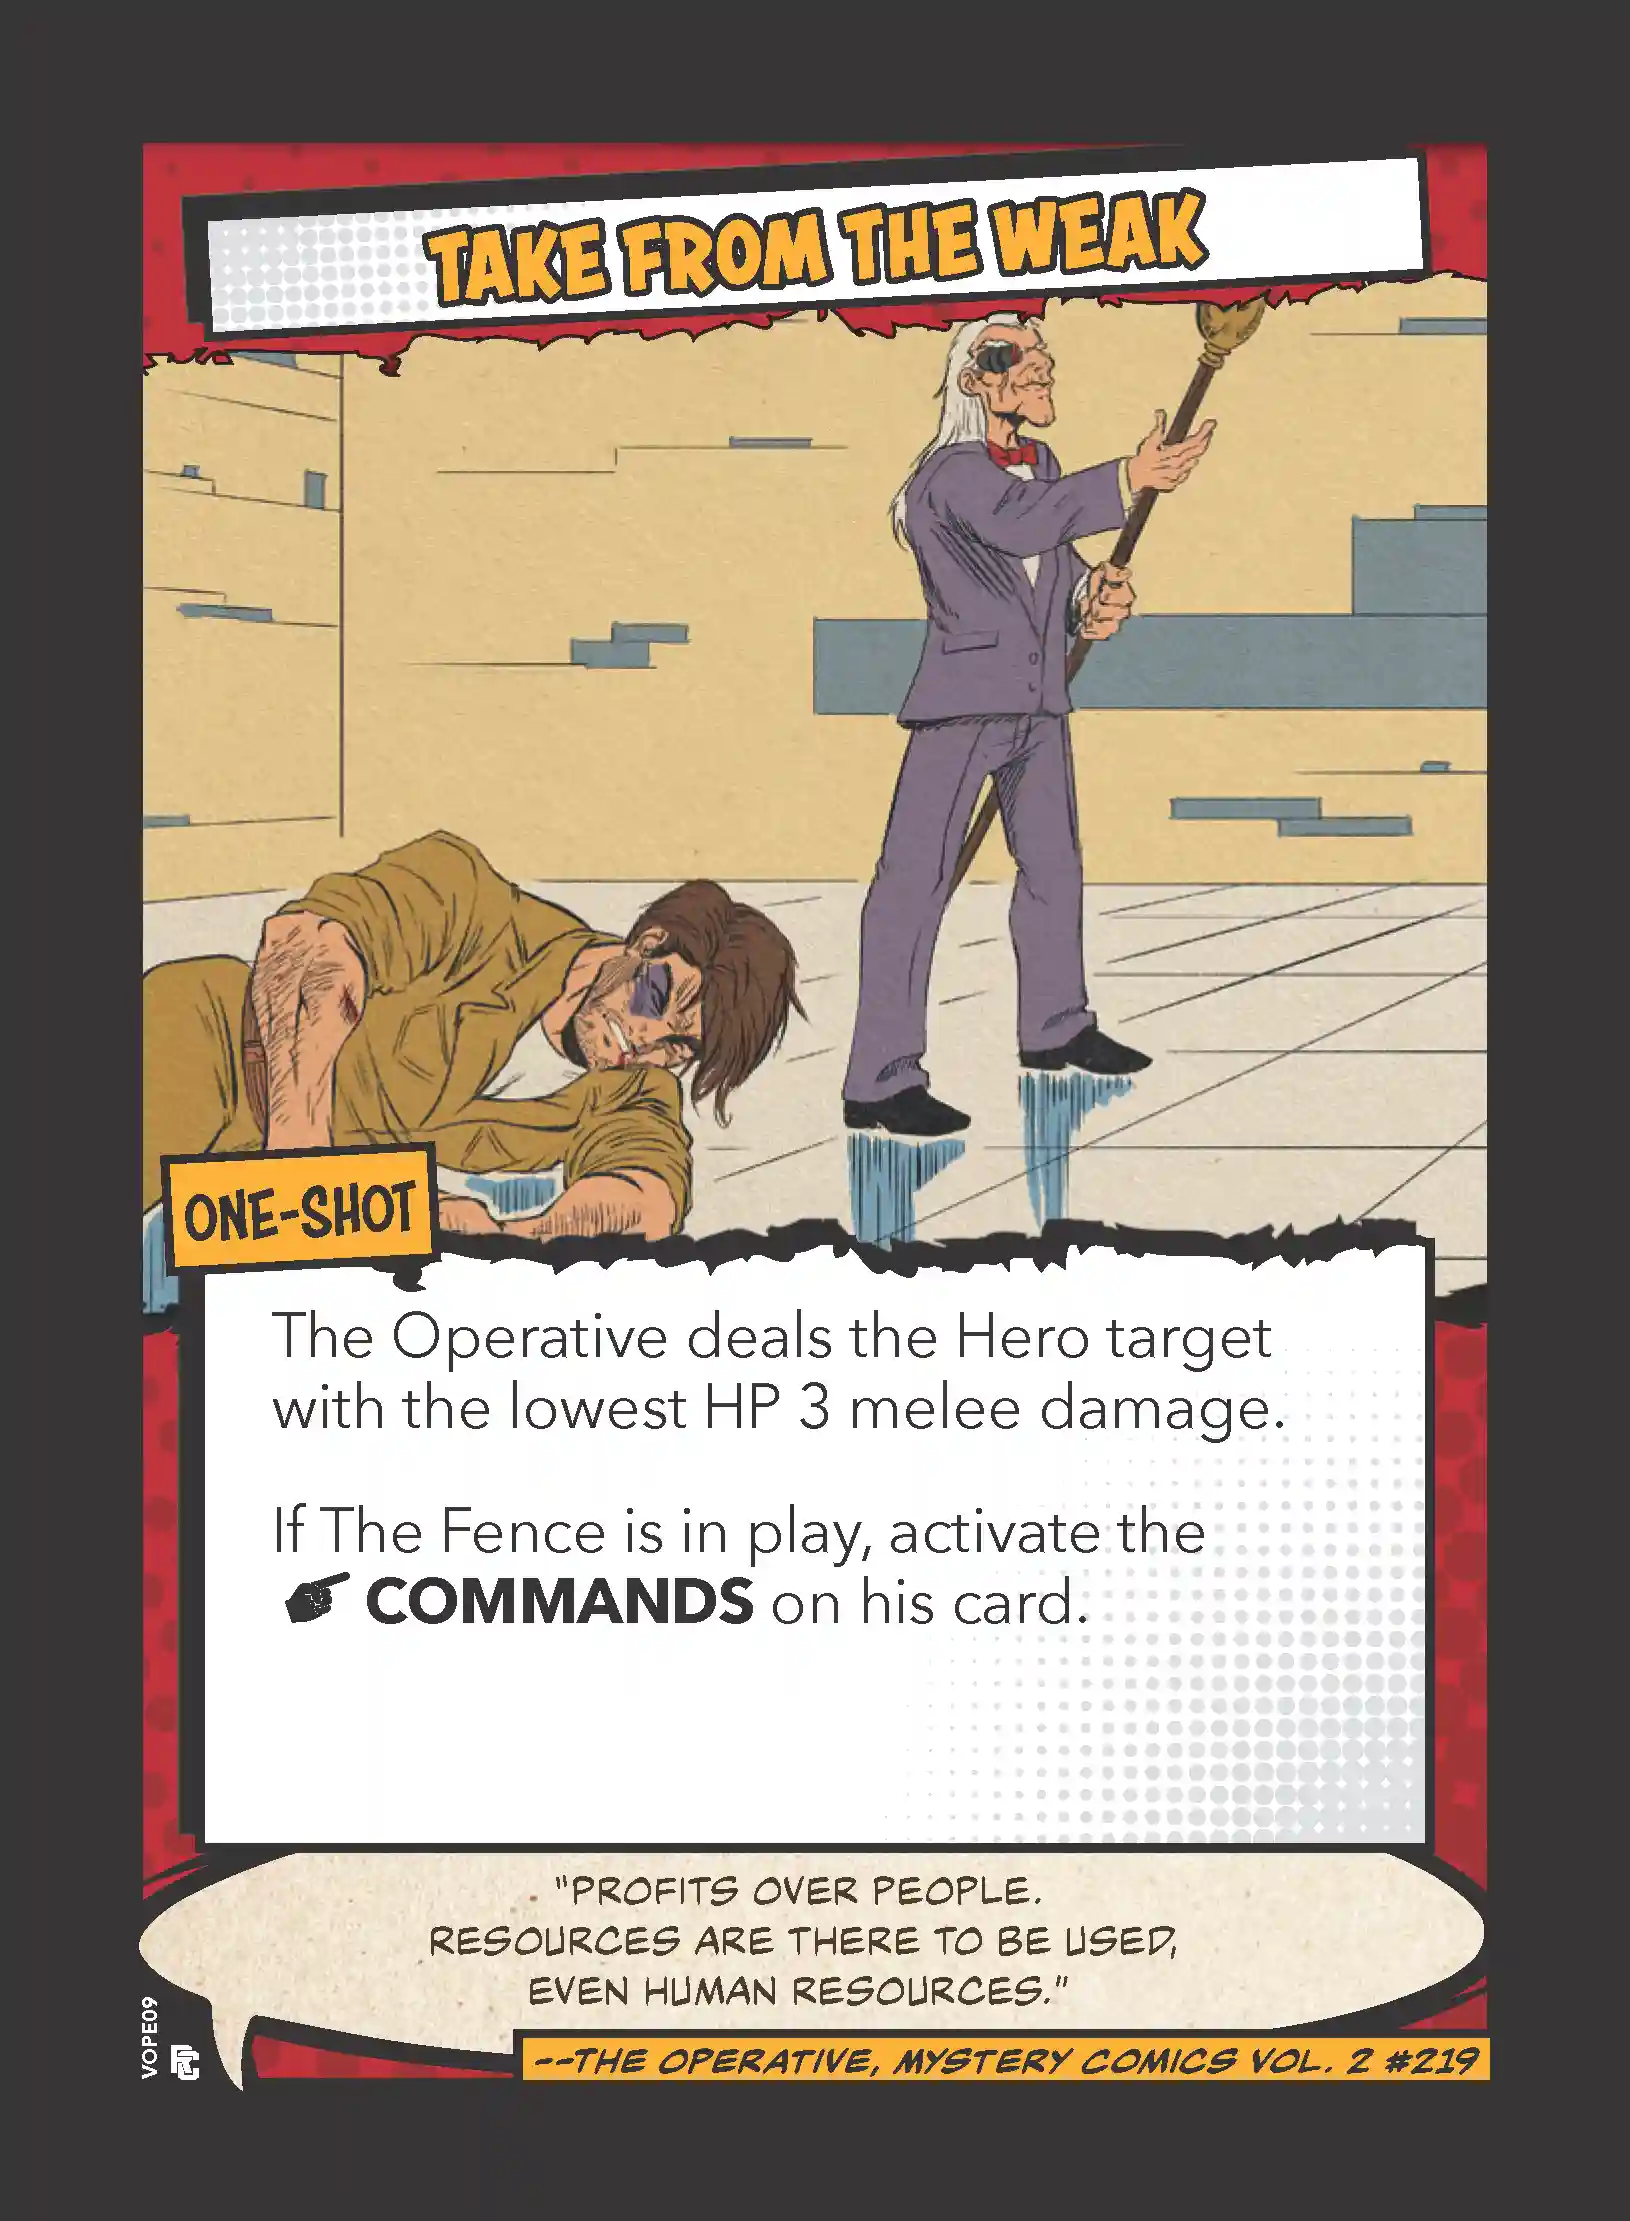 TAKE FROM THE WEAK
ONE-SHOT
The Operative deals the Hero target
with the lowest HP 3 melee damage.
If The Fence is in play, activate the
COMMANDS on his card.
"PROFITS OVER PEOPLE.
RESOURCES ARE THERE TO BE USED,
EVEN HUMAN RESOURCES."
--THE OPERATIVE, MYSTERY COMICS VOL. 2 #219
VOPE09